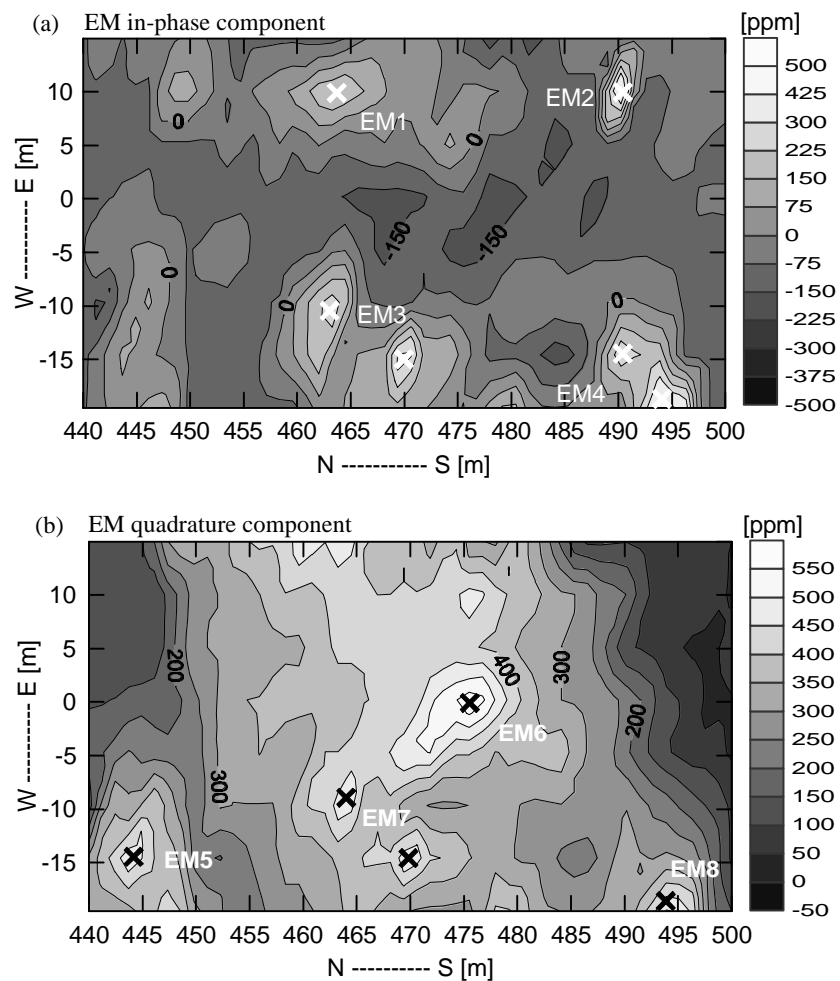 (a) EM in-phase component
[ppm]
10
5
0
-5
-10
-15
W --------- E [m]
0
0
0
0
0
-150
-150
EM1
EM2
EM3
EM4
500
425
300
225
150
75
0
-75
-150
-225
-300
-375
-500
440 445 450 455 460 465 470 475 480 485 490 495 500
N ------------ S [m]
(b) EM quadrature component
[ppm]
10
5
0
-5
-10
-15
W --------- E [m]
200
300
400
300
200
EM5
EM6
EM7
EM8
550
500
450
400
350
300
250
200
150
100
50
0
-50
440 445 450 455 460 465 470 475 480 485 490 495 500
N ---------- S [m]